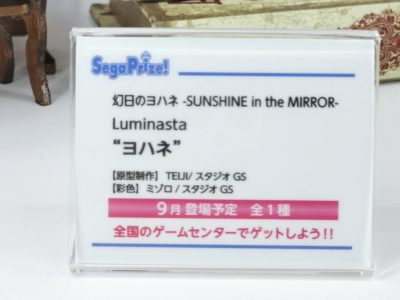 SegaPrize!
幻日のヨハネ -SUNSHINE in the MIRROR-
Luminasta
“ヨハネ”
【原型制作】 TEIJI/ スタジオ GS
【彩色】 ミゾロ / スタジオ GS
9月 登場予定 全1種
全国のゲームセンターでゲットしよう!!